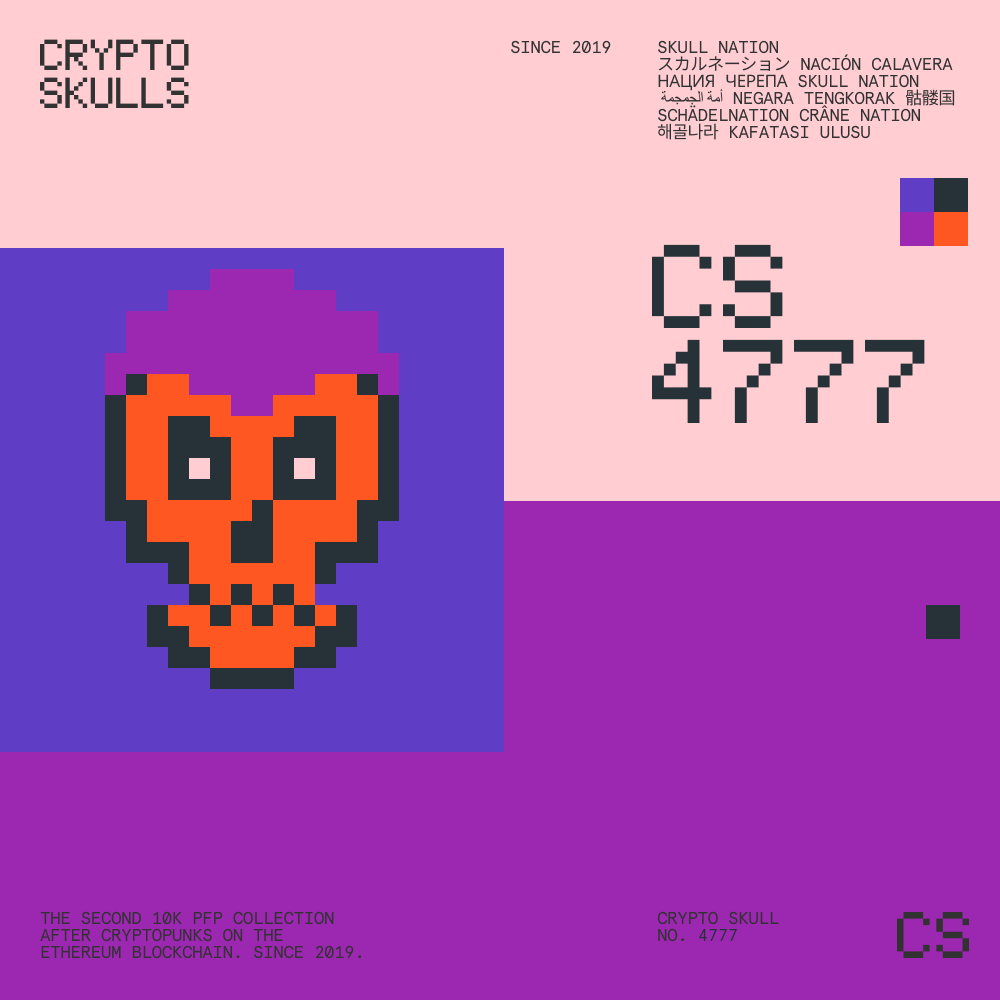 CRYPTO
SKULLS
SINCE 2019
SKULL NATION
スカルネーション NACIÓN CALAVERA
НАЦИЯ ЧЕРЕПА SKULL NATION
أمة الجمجمة NEGARA TENGKORAK 骷髅国
SCHÄDELNATION CRÂNE NATION
해골나라 KAFATASI ULUSU
CS
4777
THE SECOND 10K PFP COLLECTION
AFTER CRYPTOPUNKS ON THE
ETHEREUM BLOCKCHAIN. SINCE 2019.
CRYPTO SKULL
NO. 4777
CS